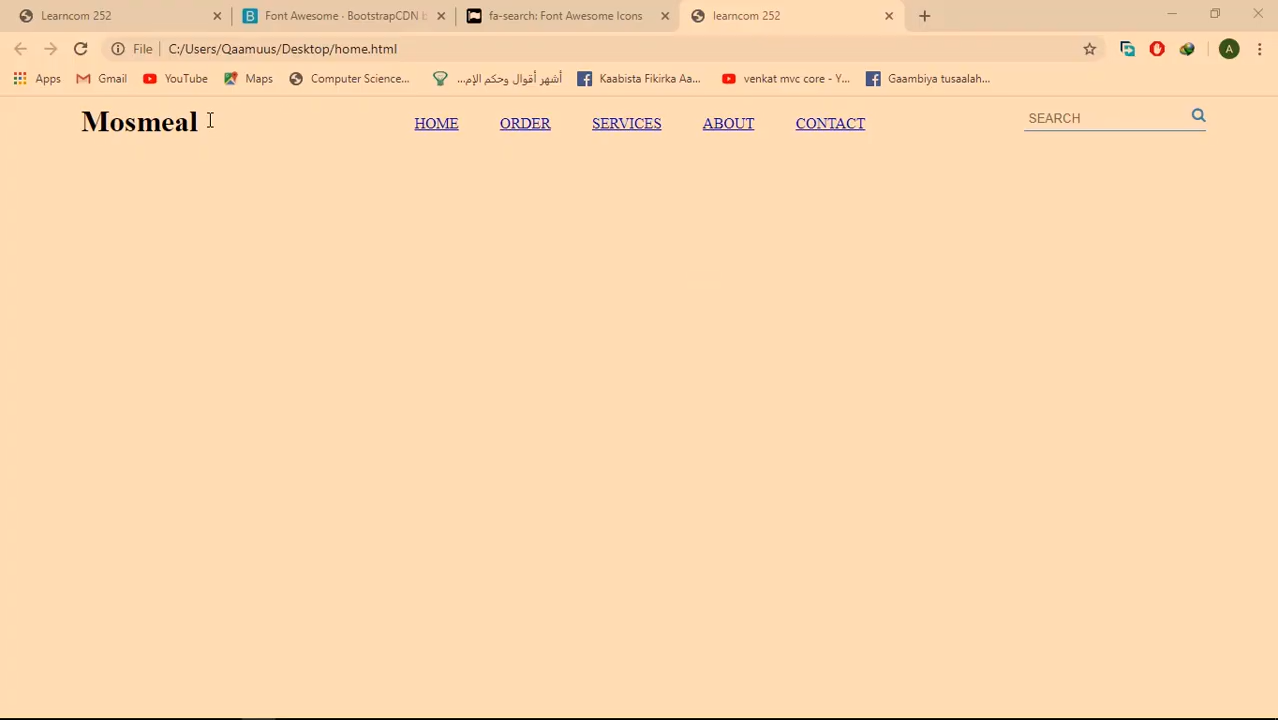 Learncom 252
Font Awesome · BootstrapCDN b
fa-search: Font Awesome Icons
learncom 252
File
C:/Users/Qaamuus/Desktop/home.html
A
Apps
Gmail
YouTube
Maps
Computer Science...
أشهر أقوال وحكم الإم...
Kaabista Fikirka Aa...
venkat mvc core - Y...
Gaambiya tusaalah...
Mosmeal
HOME
ORDER
SERVICES
ABOUT
CONTACT
SEARCH